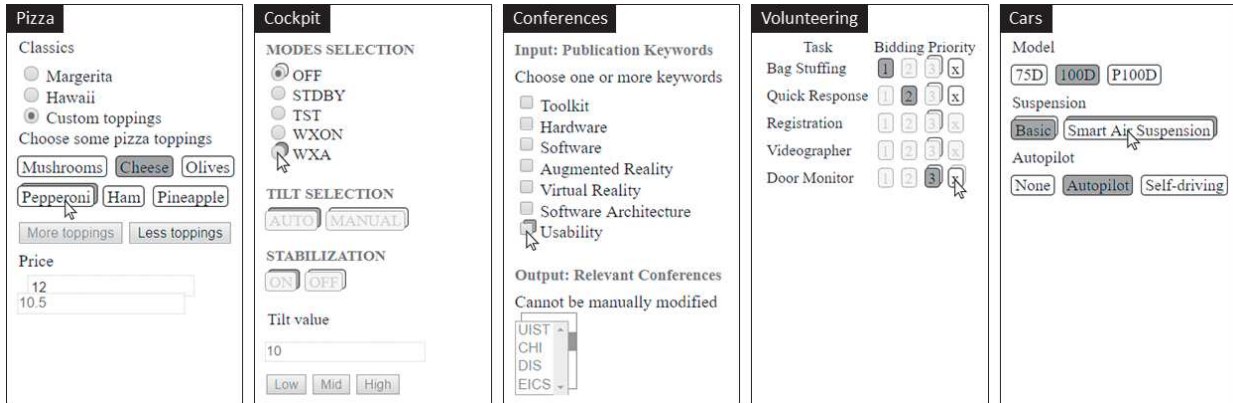 Pizza
Classics
Margerita
Hawaii
Custom toppings
Choose some pizza toppings
Mushrooms Cheese Olives
Pepperoni Ham Pineapple
More toppings Less toppings
Price
12
10.5
Cockpit
MODES SELECTION
OFF
STDBY
TST
WXON
WXA
TILT SELECTION
AUTO MANUAL
STABILIZATION
ON OFF
Tilt value
10
Low Mid High
Conferences
Input: Publication Keywords
Choose one or more keywords
Toolkit
Hardware
Software
Augmented Reality
Virtual Reality
Software Architecture
Usability
Output: Relevant Conferences
Cannot be manually modified
UIST
CHI
DIS
EICS
Volunteering
Task Bidding Priority
Bag Stuffing 1 2 3 x
Quick Response 1 2 3 x
Registration 1 2 3 x
Videographer 1 2 3 x
Door Monitor 1 2 3 x
Cars
Model
75D 100D P100D
Suspension
Basic Smart Air Suspension
Autopilot
None Autopilot Self-driving